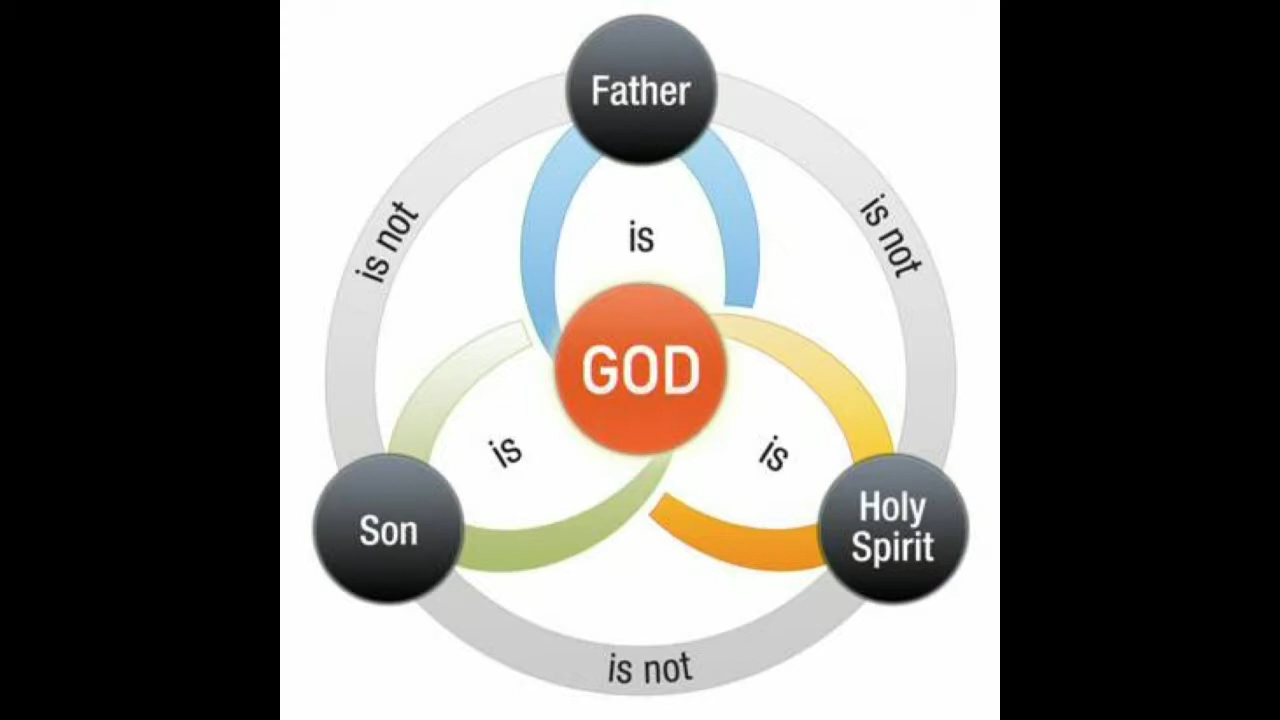 Father
is not
is
is not
GOD
is
is
Son
Holy
Spirit
is not